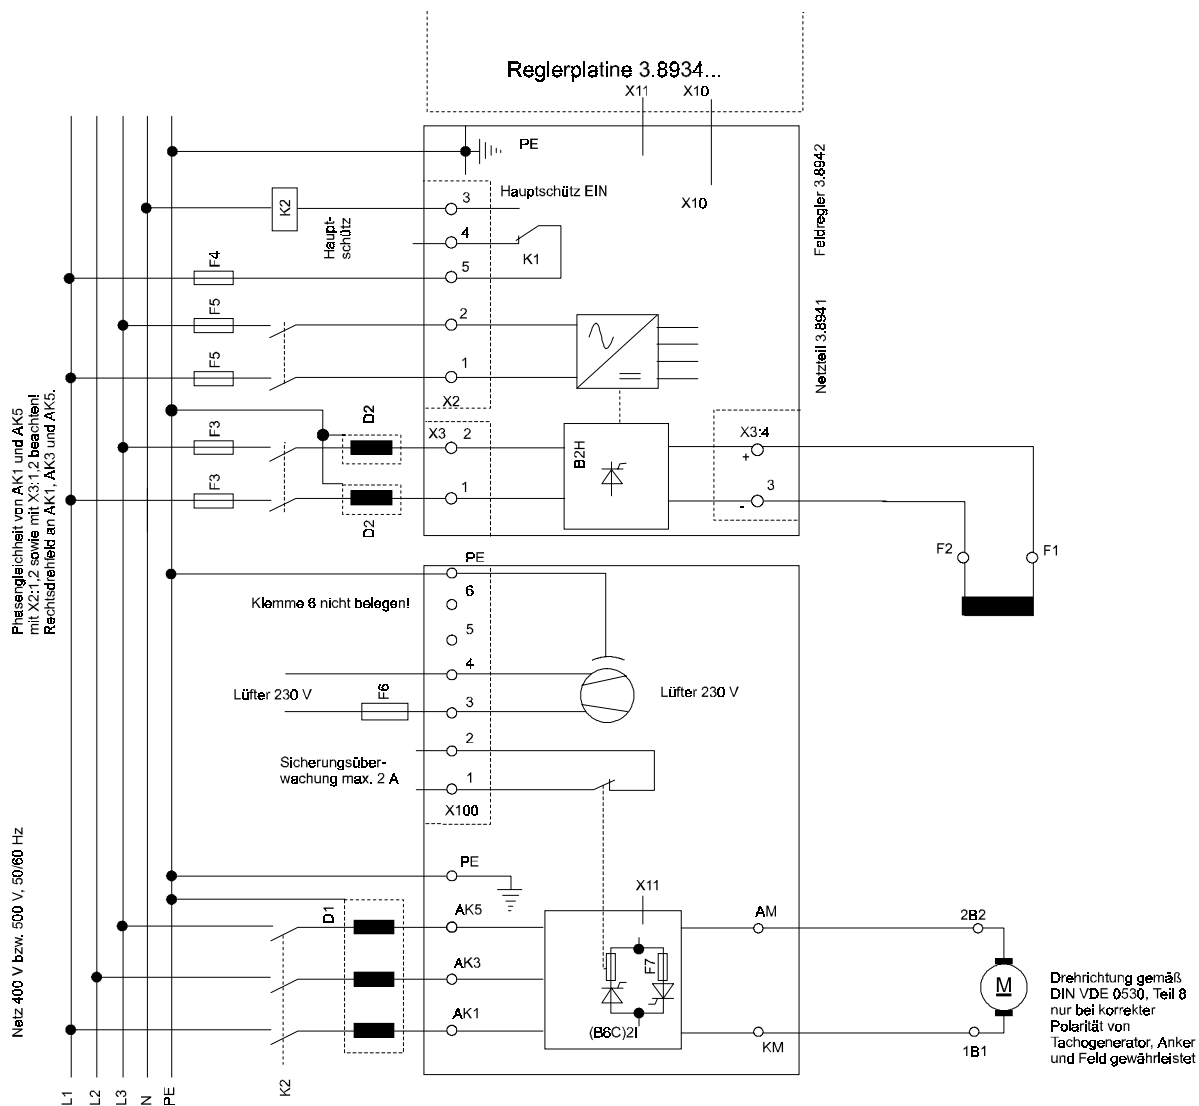 Reglerplatine 3.8934...
X11
X10
PE
X10
Feldregler 3.8942
Netzteil 3.8941
K2
Haupt-
schütz
3
Hauptschütz EIN
4
K1
5
F4
F5
2
F5
1
X2
D2
F3
X3
2
F3
1
D2
B2H
X3:4
+
3
-
F2
F1
Phasengleichheit von AK1 und AK5
mit X2:1,2 sowie mit X3:1,2 beachten!
Rechtsdrehfeld an AK1, AK3 und AK5.
PE
6
Klemme 6 nicht belegen!
5
4
Lüfter 230 V
F6
3
Lüfter 230 V
2
Sicherungsüber-
wachung max. 2 A
1
X100
Netz 400 V bzw. 500 V, 50/60 Hz
PE
X11
D1
AK5
AK3
AK1
F7
(B6C)2I
AM
KM
2B2
M
1B1
Drehrichtung gemäß
DIN VDE 0530, Teil 8
nur bei korrekter
Polarität von
Tachogenerator, Anker
und Feld gewährleistet
K2
L1
L2
L3
N
PE